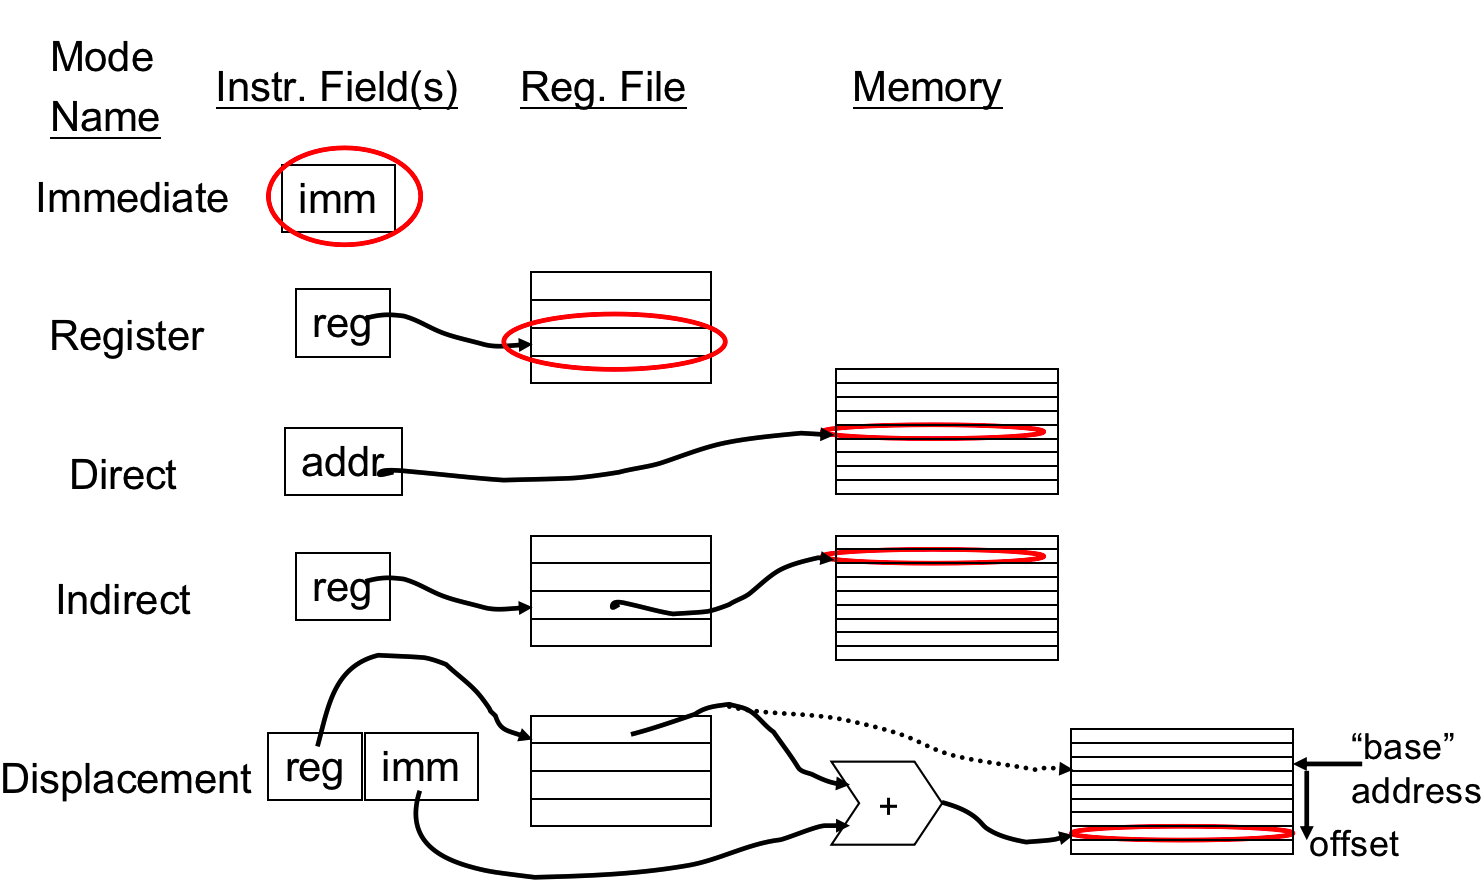 Mode
Name
Instr. Field(s)
Reg. File
Memory
Immediate
imm
Register
reg
Direct
addr
Indirect
reg
Displacement
reg
imm
+
“base”
address
offset